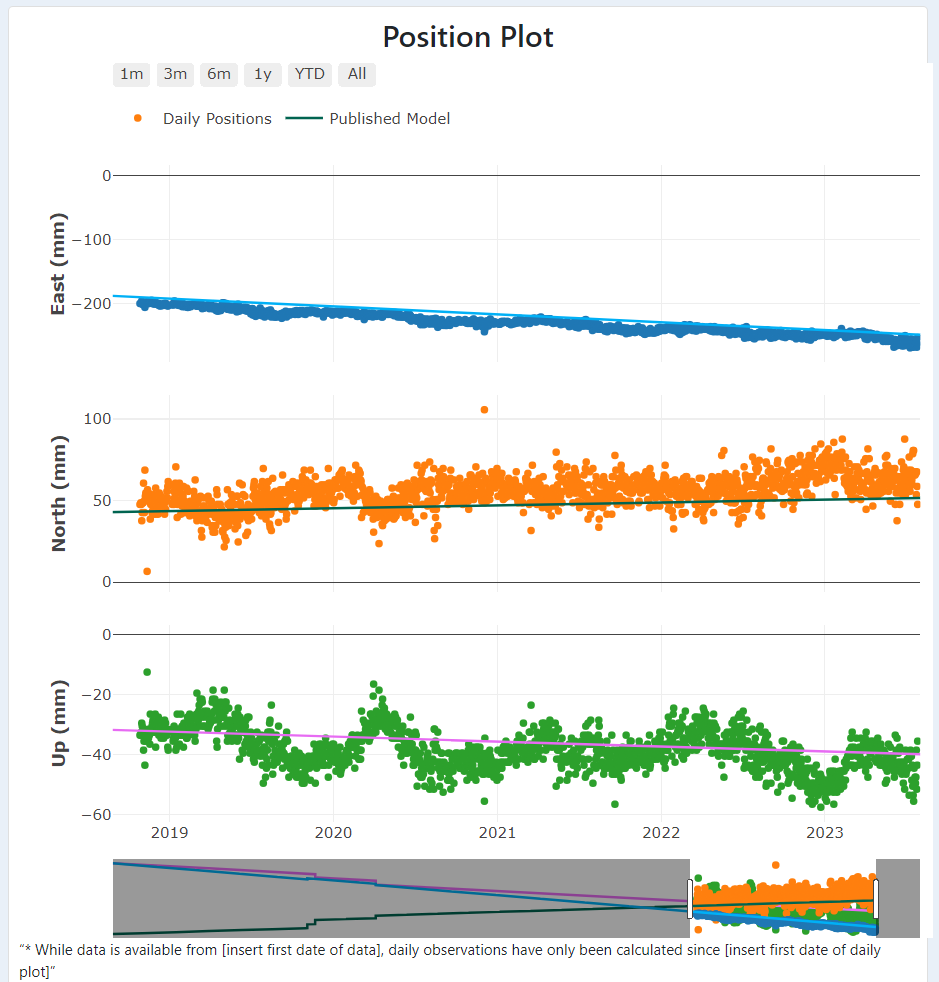 Position Plot
1m 3m 6m 1y YTD All
Daily Positions Published Model
0
−100
−200
East (mm)
100
50
0
North (mm)
0
−20
−40
−60
Up (mm)
2019 2020 2021 2022 2023
“* While data is available from [insert first date of data], daily observations have only been calculated since [insert first date of daily
plot]”